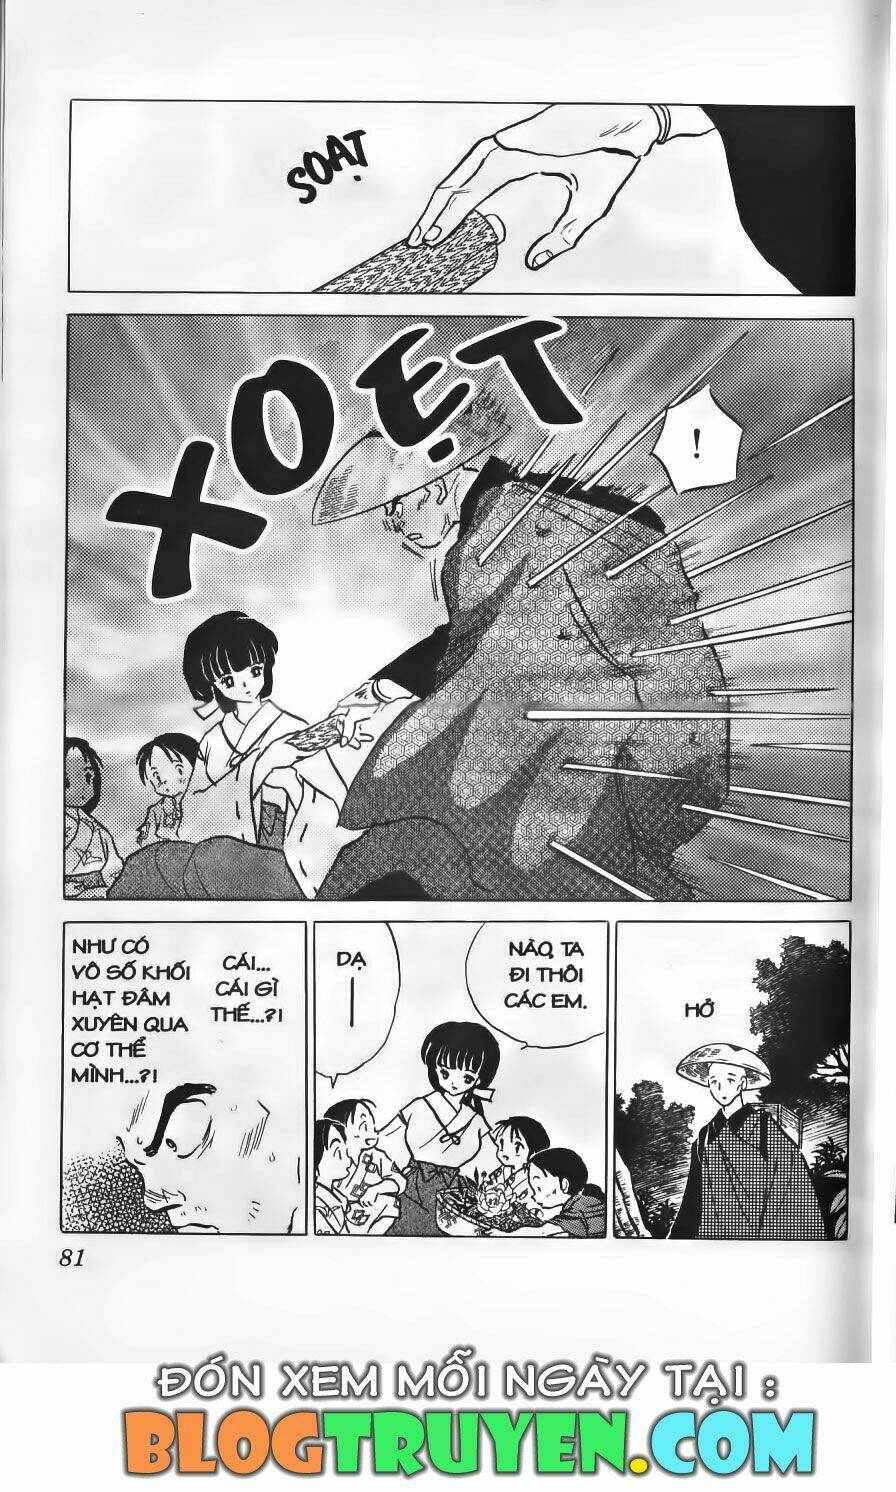 SOẠT
XOẸT
!
HỞ
NÀO, TA
ĐI THÔI
CÁC EM.
DẠ
CÁI...
CÁI GÌ
THẾ...?!
NHƯ CÓ
VÔ SỐ KHỐI
HẠT ĐÂM
XUYÊN QUA
CƠ THỂ
MÌNH...?!
81
ĐÓN XEM MỖI NGÀY TẠI :
BLOGTRUYEN.COM